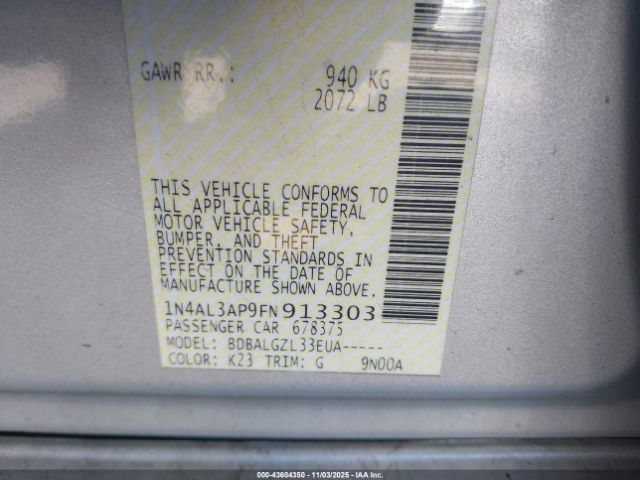 GAWR RR.: 940 KG
2072 LB
THIS VEHICLE CONFORMS TO
ALL APPLICABLE FEDERAL
MOTOR VEHICLE SAFETY,
BUMPER, AND THEFT
PREVENTION STANDARDS IN
EFFECT ON THE DATE OF
MANUFACTURE SHOWN ABOVE.
1N4AL3AP9FN913303
PASSENGER CAR 678375
MODEL: BDBALGZL33EUA-----
COLOR: K23 TRIM: G 9N00A
000-43604350 - 11/03/2025 - IAA Inc.